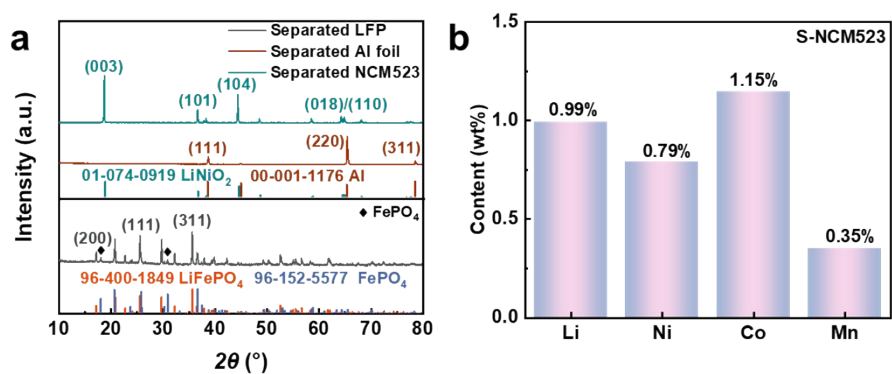 a
Separated LFP
Separated Al foil
Separated NCM523
(003)
(101)
(104)
(018)/(110)
(111)
(220)
(311)
01-074-0919 LiNiO₂
00-001-1176 Al
◆ FePO₄
(200)
(111)
(311)
96-400-1849 LiFePO₄
96-152-5577 FePO₄
10 20 30 40 50 60 70 80
2θ (°)
Intensity (a.u.)
b
S-NCM523
1.5
1.0
0.5
0.0
Content (wt%)
0.99%
0.79%
1.15%
0.35%
Li Ni Co Mn